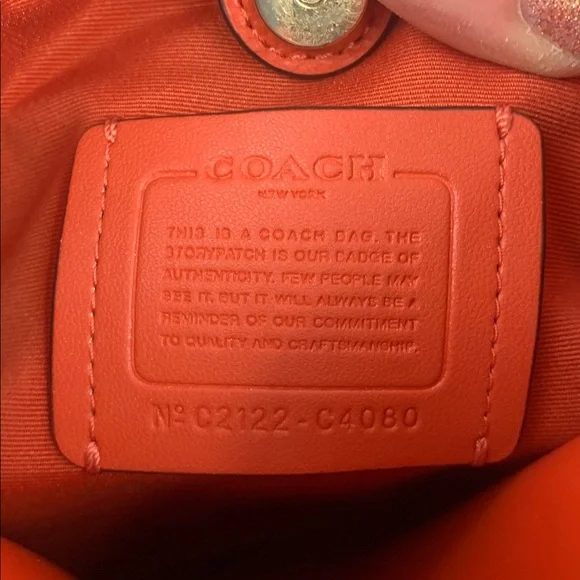 COACH
NEW YORK
THIS IS A COACH BAG. THE
STORYPATCH IS OUR BADGE OF
AUTHENTICITY. FEW PEOPLE MAY
SEE IT, BUT IT WILL ALWAYS BE A
REMINDER OF OUR COMMITMENT
TO QUALITY AND CRAFTSMANSHIP.
Nº C2122-C4080